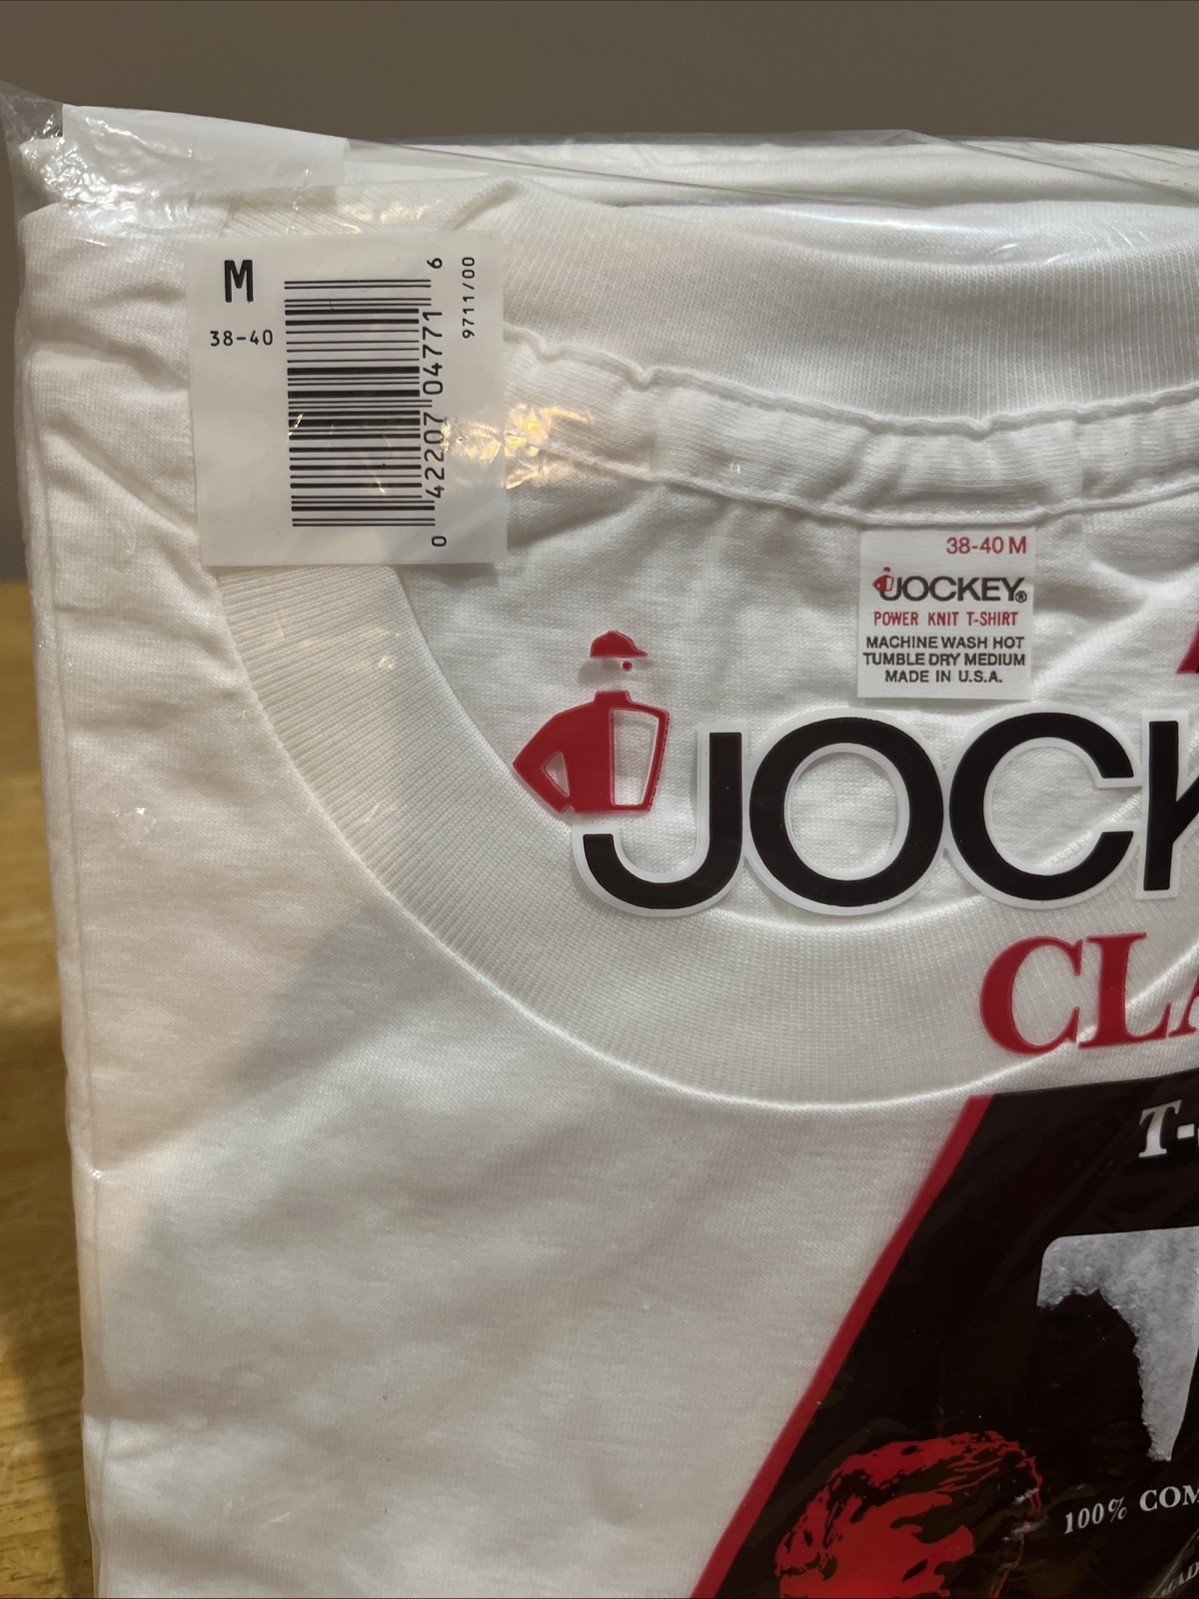 M
38-40
0 42207 04771 6
9711/00
38-40 M
JOCKEY®
POWER KNIT T-SHIRT
MACHINE WASH HOT
TUMBLE DRY MEDIUM
MADE IN U.S.A.
JOCK
CLA
T-
100% COM